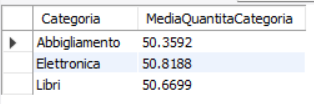 Categoria MediaQuantitaCategoria
Abbigliamento 50.3592
Elettronica 50.8188
Libri 50.6699